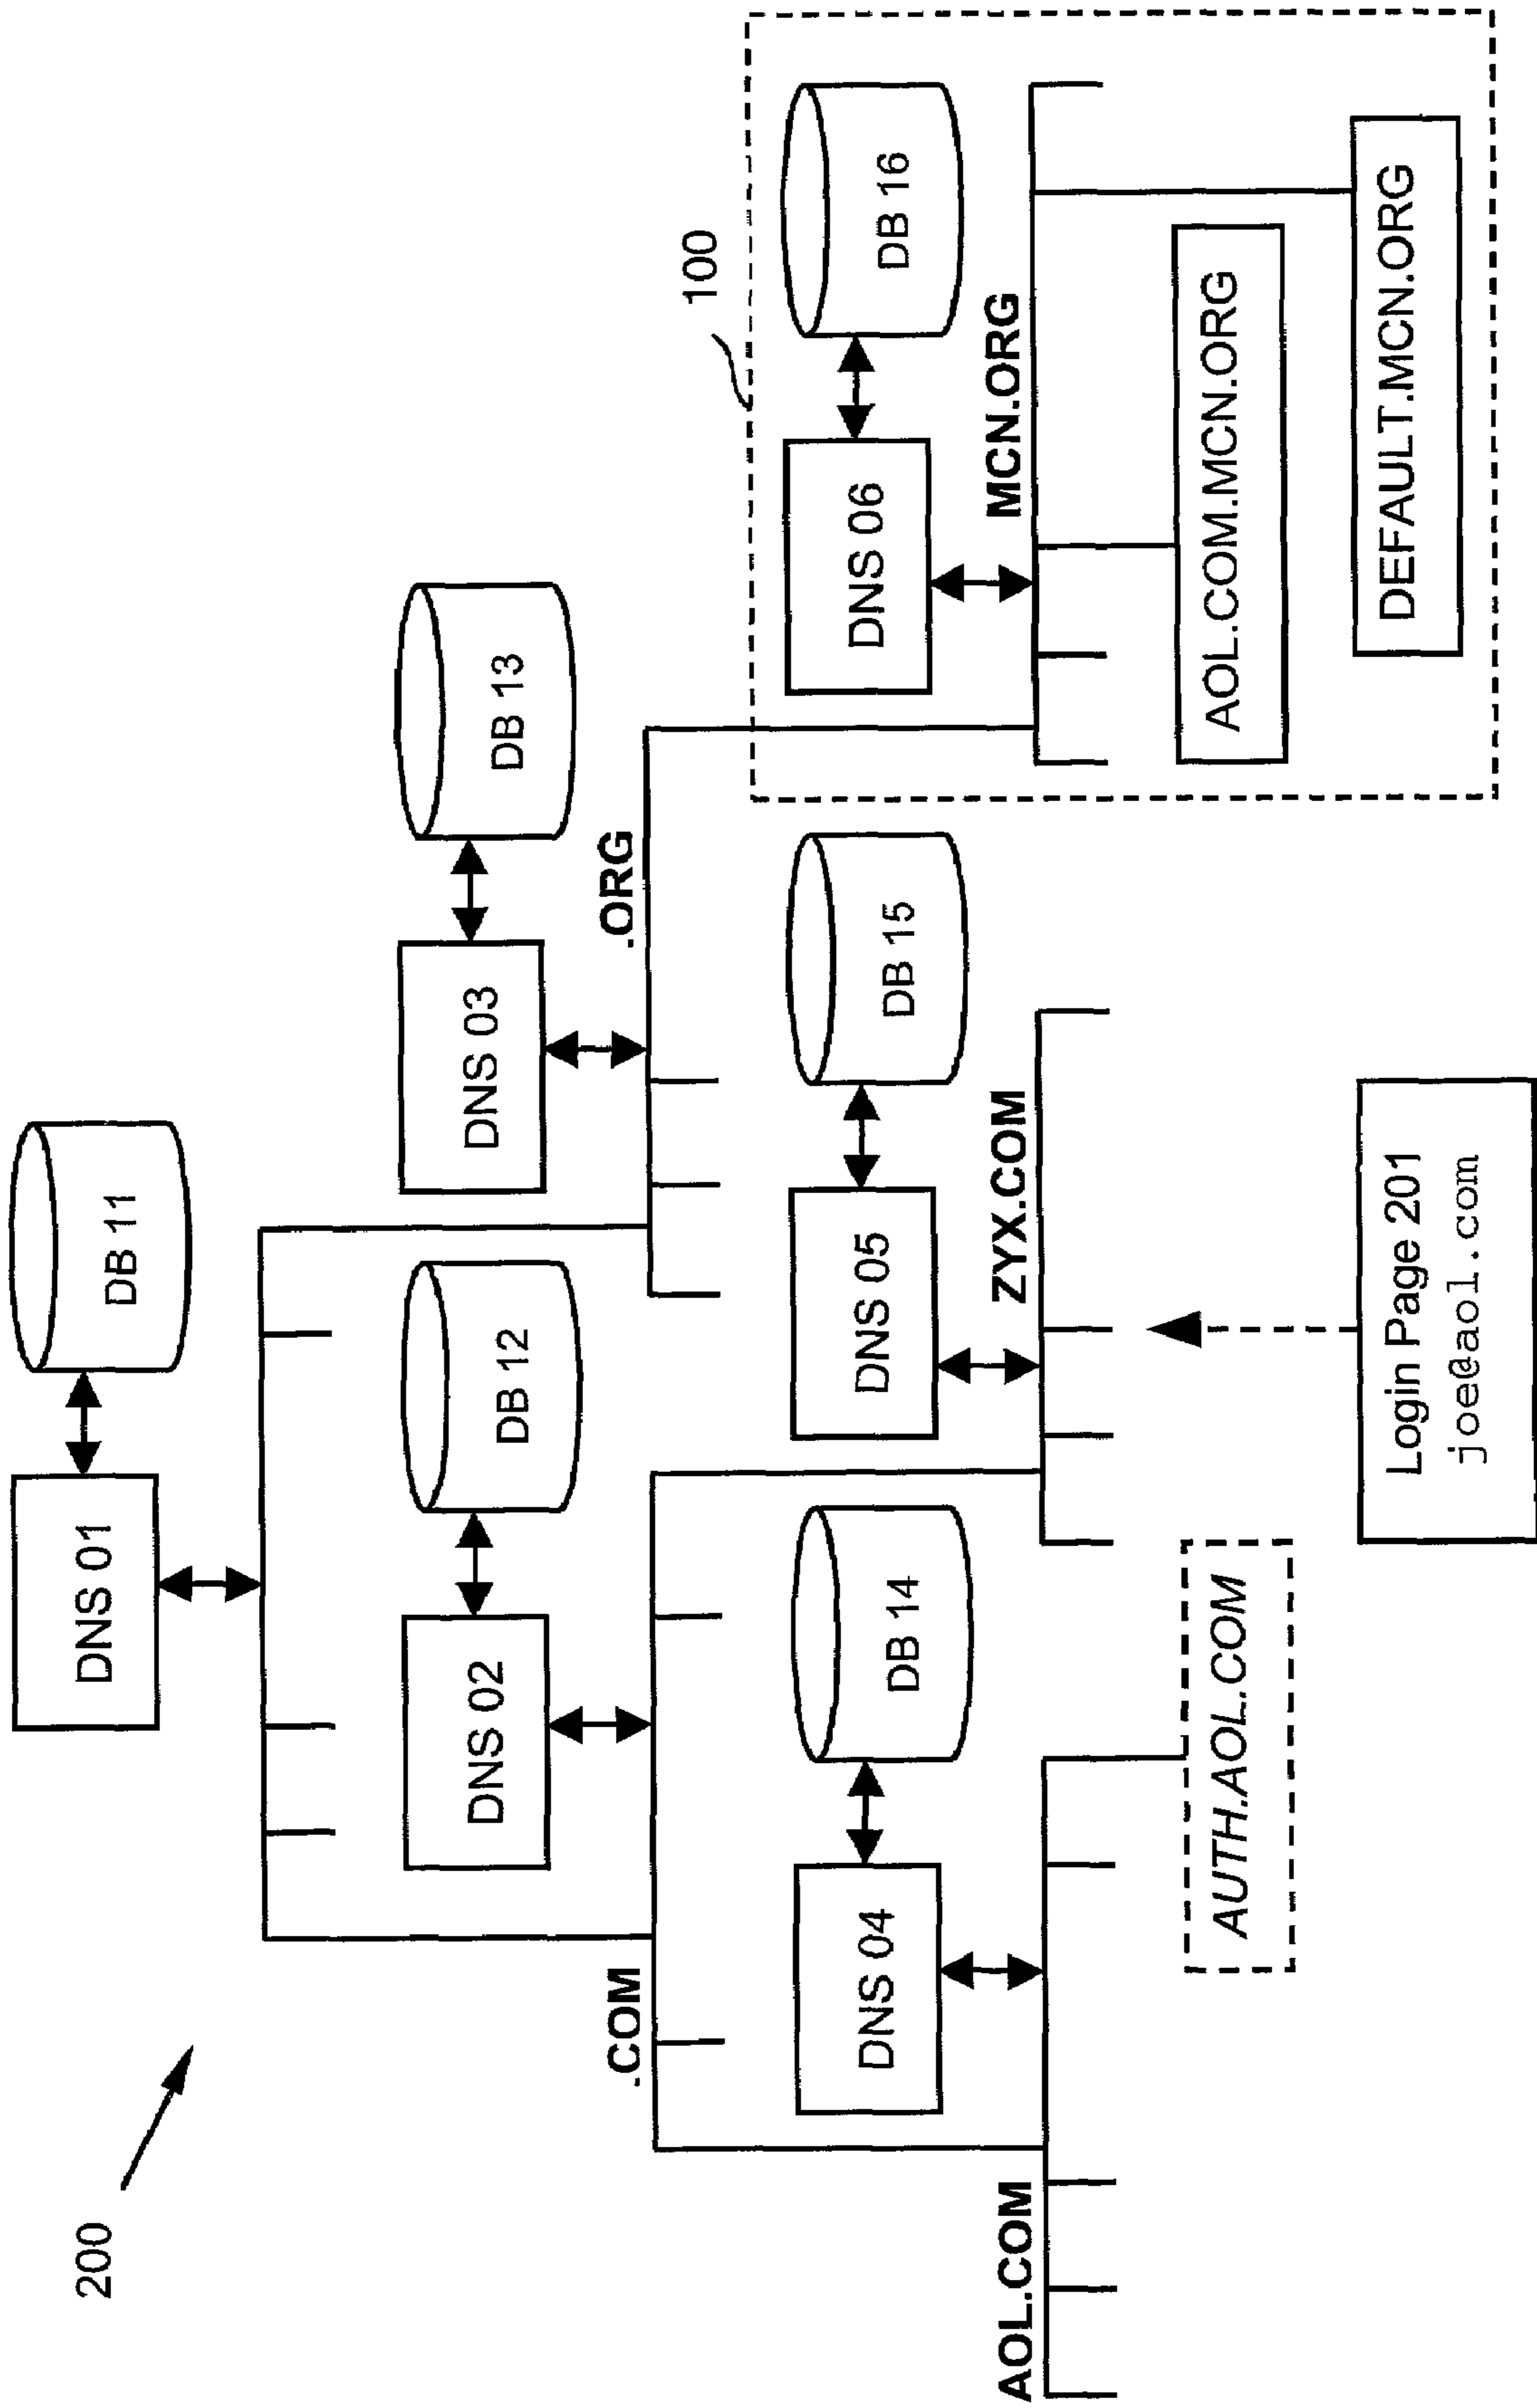 200
DNS 01
DB 11
.COM
DNS 02
DB 12
DNS 03
DB 13
.ORG
100
AOL.COM
DNS 04
DB 14
DNS 05
DB 15
ZYX.COM
DNS 06
DB 16
MCN.ORG
AUTH.AOL.COM
AOL.COM.MCN.ORG
DEFAULT.MCN.ORG
Login Page 201
joe@aol.com